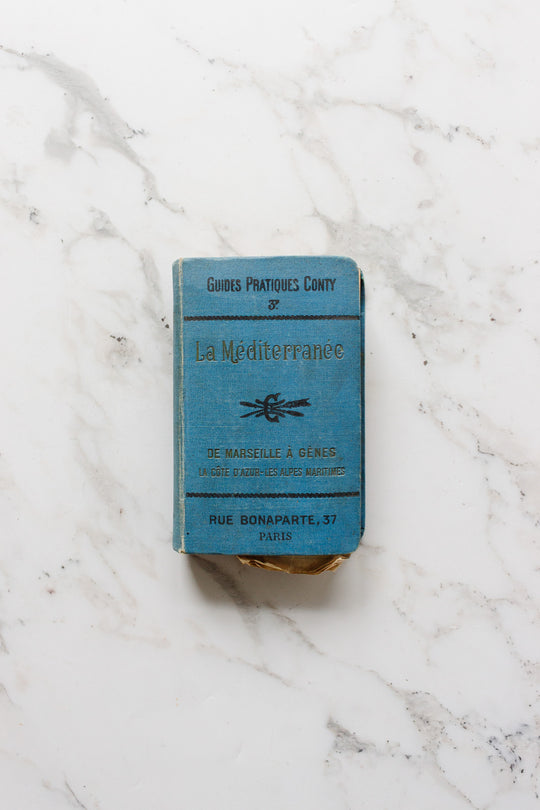 GUIDES PRATIQUES CONTY
La Méditerranée
C
DE MARSEILLE A GÊNES
LA CÔTE D'AZUR - LES ALPES MARITIMES
RUE BONAPARTE, 37
PARIS